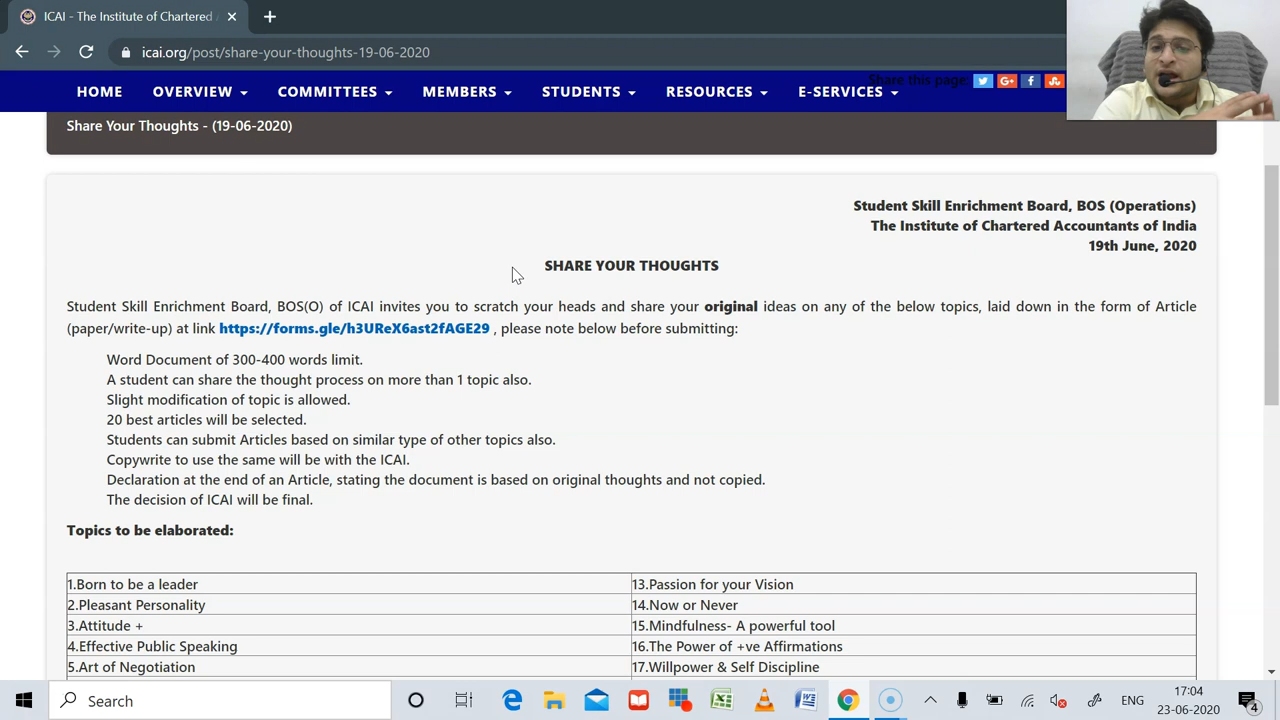 ICAI - The Institute of Chartered
icai.org/post/share-your-thoughts-19-06-2020
Share this page:
HOME OVERVIEW COMMITTEES MEMBERS STUDENTS RESOURCES E-SERVICES
Share Your Thoughts - (19-06-2020)
Student Skill Enrichment Board, BOS (Operations)
The Institute of Chartered Accountants of India
19th June, 2020
SHARE YOUR THOUGHTS
Student Skill Enrichment Board, BOS(O) of ICAI invites you to scratch your heads and share your original ideas on any of the below topics, laid down in the form of Article
(paper/write-up) at link https://forms.gle/h3UReX6ast2fAGE29 , please note below before submitting:
Word Document of 300-400 words limit.
A student can share the thought process on more than 1 topic also.
Slight modification of topic is allowed.
20 best articles will be selected.
Students can submit Articles based on similar type of other topics also.
Copywrite to use the same will be with the ICAI.
Declaration at the end of an Article, stating the document is based on original thoughts and not copied.
The decision of ICAI will be final.
Topics to be elaborated:
1.Born to be a leader 13.Passion for your Vision
2.Pleasant Personality 14.Now or Never
3.Attitude + 15.Mindfulness- A powerful tool
4.Effective Public Speaking 16.The Power of +ve Affirmations
5.Art of Negotiation 17.Willpower & Self Discipline
Search
ENG
17:04
23-06-2020
4